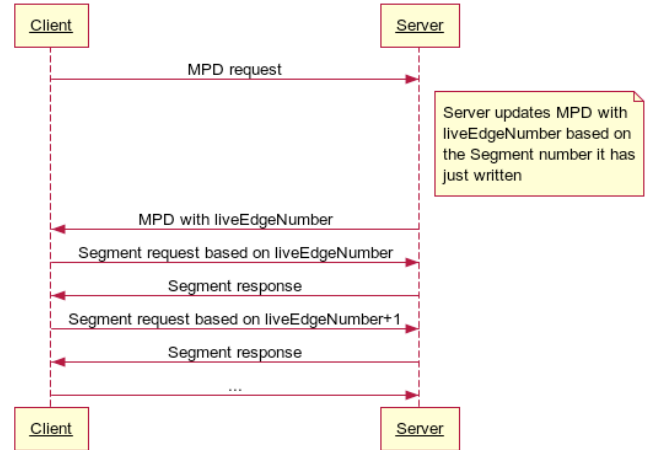 Client
Server
MPD request
Server updates MPD with
liveEdgeNumber based on
the Segment number it has
just written
MPD with liveEdgeNumber
Segment request based on liveEdgeNumber
Segment response
Segment request based on liveEdgeNumber+1
Segment response
...
Client
Server